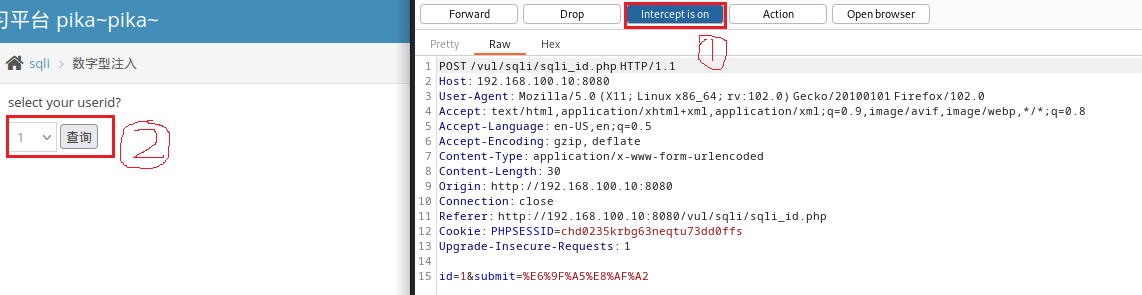 习平台 pika~pika~
sqli > 数字型注入
select your userid?
1 查询
2
Forward Drop Intercept is on Action Open browser
1
Pretty Raw Hex
1 POST /vul/sqli/sqli_id.php HTTP/1.1
2 Host: 192.168.100.10:8080
3 User-Agent: Mozilla/5.0 (X11; Linux x86_64; rv:102.0) Gecko/20100101 Firefox/102.0
4 Accept: text/html,application/xhtml+xml,application/xml;q=0.9,image/avif,image/webp,*/*;q=0.8
5 Accept-Language: en-US,en;q=0.5
6 Accept-Encoding: gzip, deflate
7 Content-Type: application/x-www-form-urlencoded
8 Content-Length: 30
9 Origin: http://192.168.100.10:8080
10 Connection: close
11 Referer: http://192.168.100.10:8080/vul/sqli/sqli_id.php
12 Cookie: PHPSESSID=chd0235krbg63neqtu73dd0ffs
13 Upgrade-Insecure-Requests: 1
14
15 id=1&submit=%E6%9F%A5%E8%AF%A2